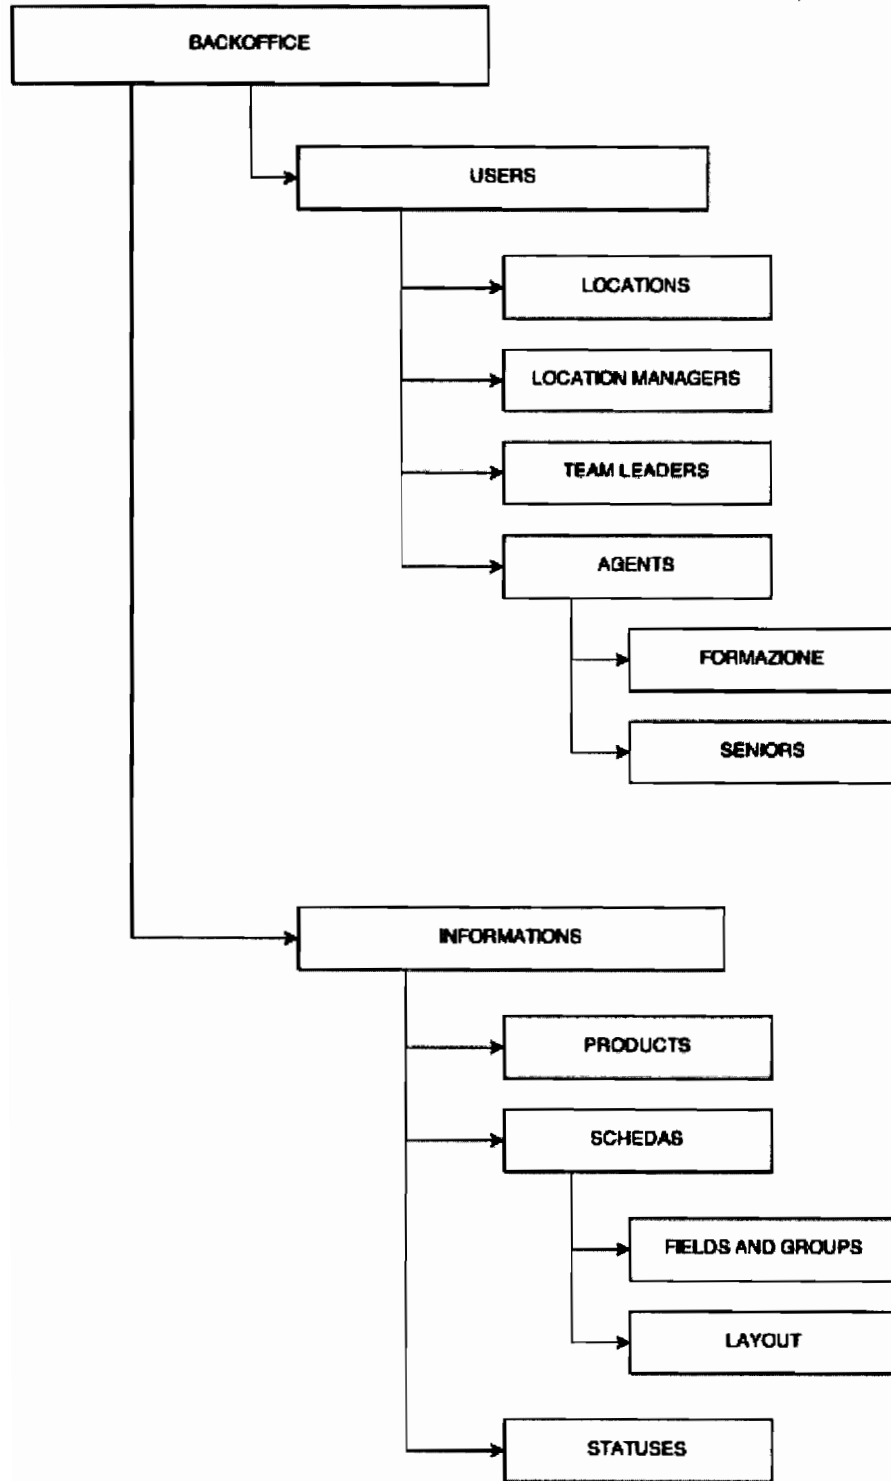 BACKOFFICE
USERS
LOCATIONS
LOCATION MANAGERS
TEAM LEADERS
AGENTS
FORMAZIONE
SENIORS
INFORMATIONS
PRODUCTS
SCHEDAS
FIELDS AND GROUPS
LAYOUT
STATUSES